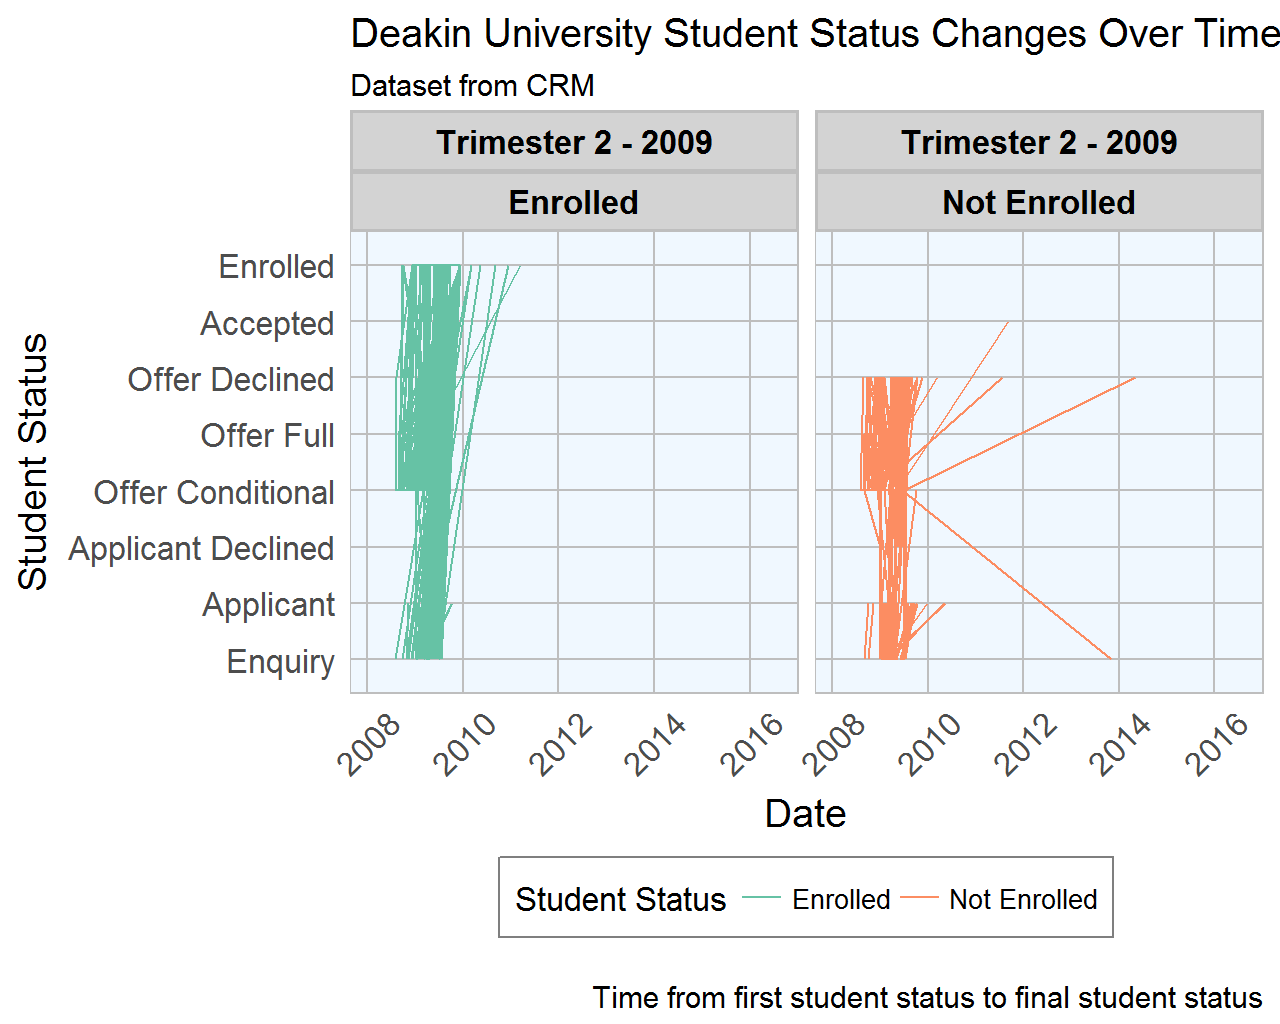 Deakin University Student Status Changes Over Time
Dataset from CRM
Trimester 2 - 2009
Trimester 2 - 2009
Enrolled
Not Enrolled
Student Status
Enrolled
Accepted
Offer Declined
Offer Full
Offer Conditional
Applicant Declined
Applicant
Enquiry
2008 2010 2012 2014 2016
2008 2010 2012 2014 2016
Date
Student Status Enrolled Not Enrolled
Time from first student status to final student status